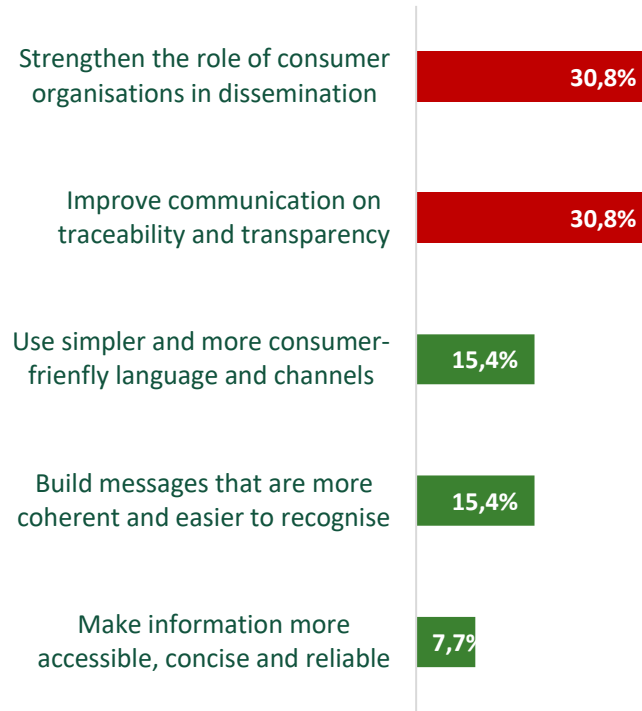 Strengthen the role of consumer
organisations in dissemination
30,8%
Improve communication on
traceability and transparency
30,8%
Use simpler and more consumer-
frienfly language and channels
15,4%
Build messages that are more
coherent and easier to recognise
15,4%
Make information more
accessible, concise and reliable
7,7%